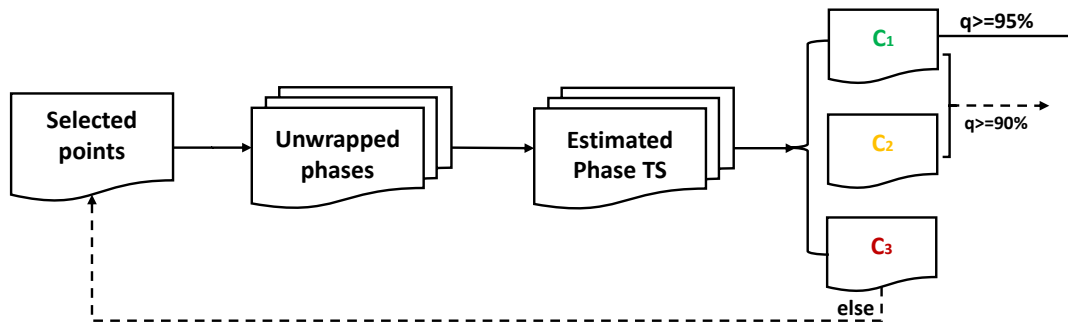 Selected
points
Unwrapped
phases
Estimated
Phase TS
C₁
q>=95%
q>=90%
C₂
C₃
else